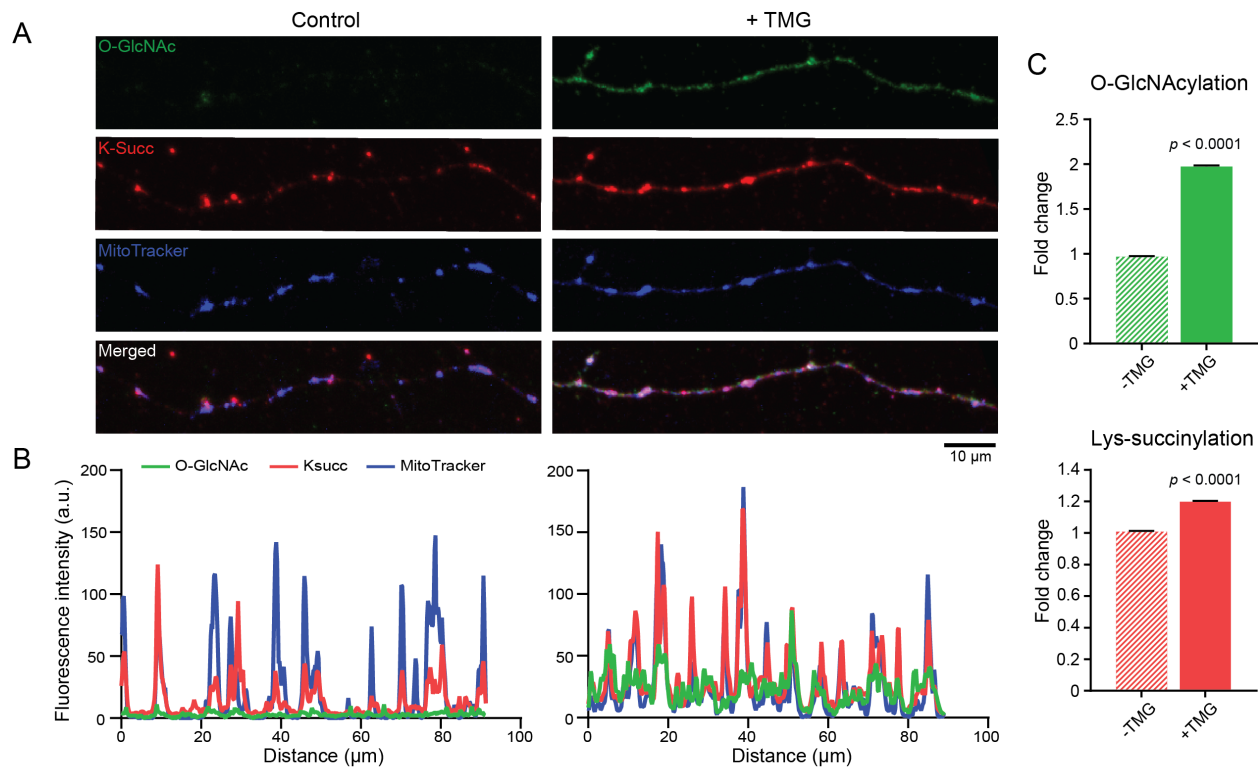 A
Control
+ TMG
O-GlcNAc
K-Succ
MitoTracker
Merged
10 µm
B
O-GlcNAc
Ksucc
MitoTracker
Fluorescence intensity (a.u.)
200
150
100
50
0
0
20
40
60
80
100
Distance (µm)
200
150
100
50
0
0
20
40
60
80
100
Distance (µm)
C
O-GlcNAcylation
Fold change
2.5
2
1.5
1
0.5
0
p < 0.0001
-TMG
+TMG
Lys-succinylation
Fold change
1.4
1.2
1
0.8
0.6
0.4
0.2
0
p < 0.0001
-TMG
+TMG